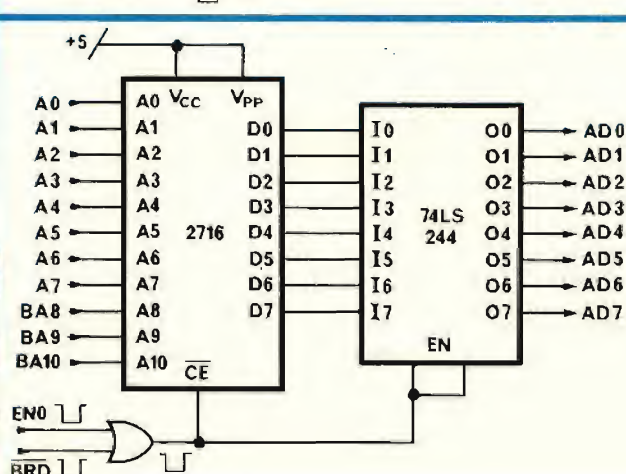 +5
A0 A0 VCC VPP
A1 A1 D0 I0 O0 AD0
A2 A2 D1 I1 O1 AD1
A3 A3 D2 I2 O2 AD2
A4 A4 D3 I3 74LS O3 AD3
A5 A5 2716 D4 I4 244 O4 AD4
A6 A6 D5 I5 O5 AD5
A7 A7 D6 I6 O6 AD6
BA8 A8 D7 I7 O7 AD7
BA9 A9 EN
BA10 A10 CE
EN0
BRD